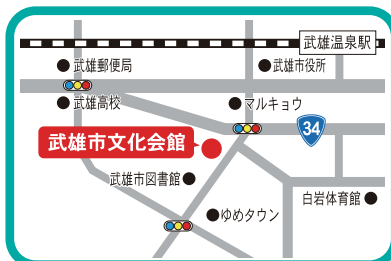 武雄温泉駅
武雄郵便局
武雄市役所
武雄高校
マルキョウ
34
武雄市文化会館
武雄市図書館
白岩体育館
ゆめタウン